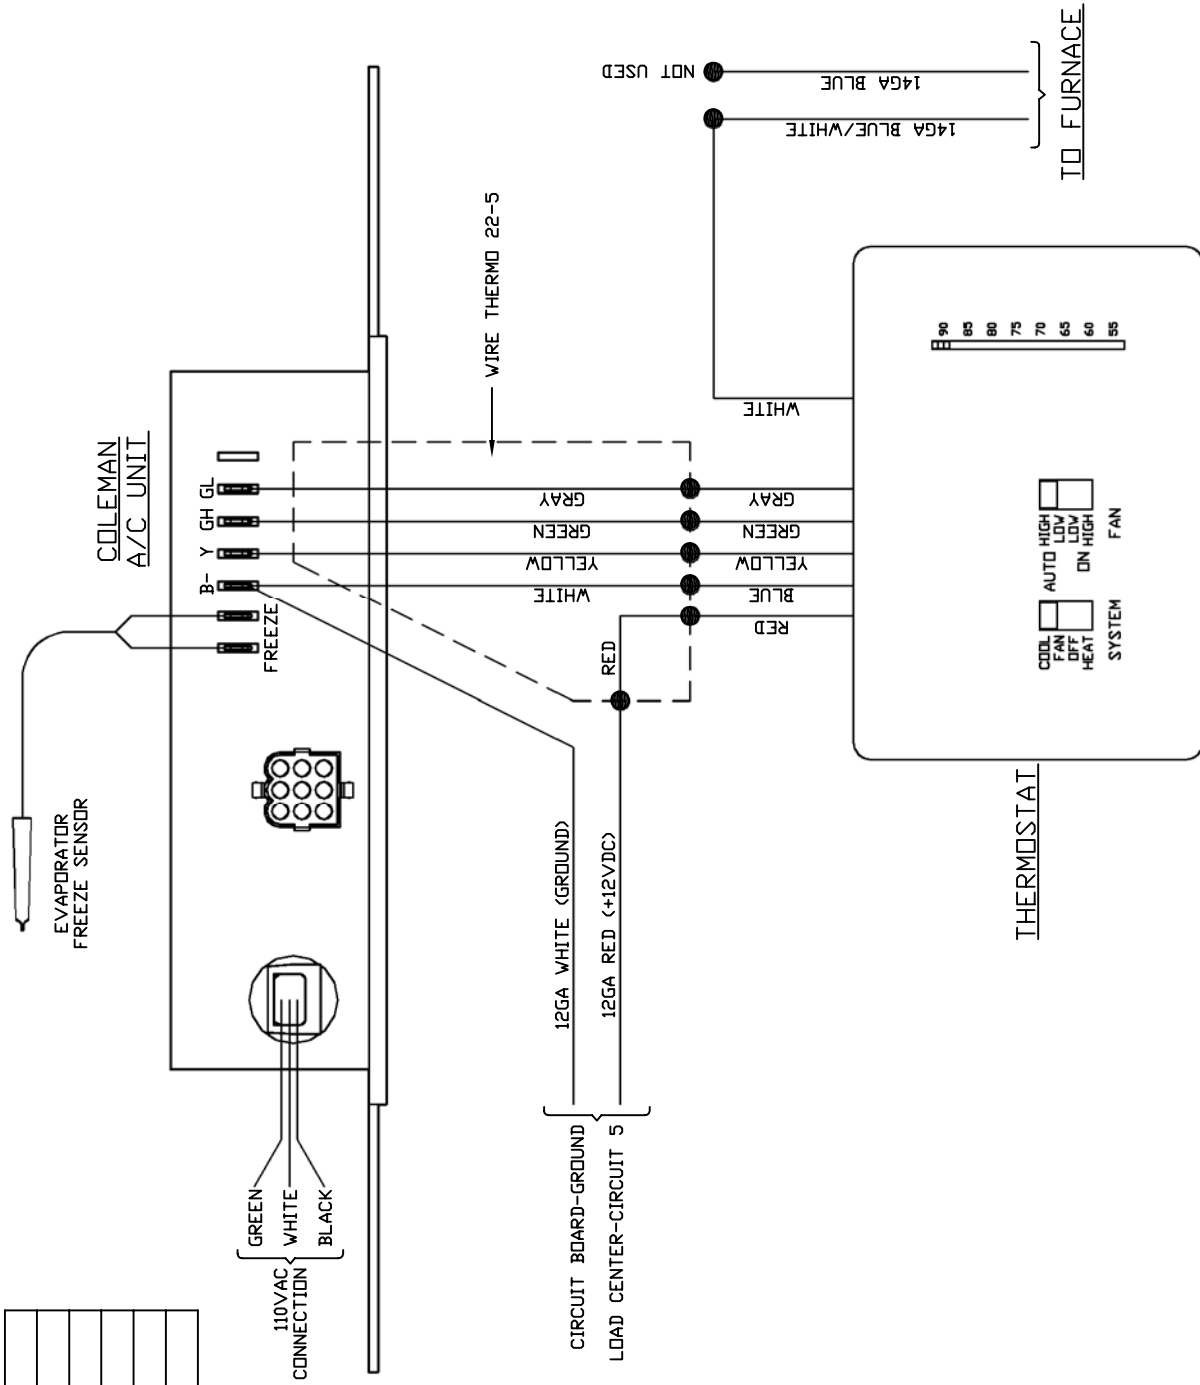 COLEMAN
A/C UNIT
EVAPORATOR
FREEZE SENSOR
FREEZE
B-
Y
GH
GL
GREEN
WHITE
BLACK
110VAC
CONNECTION
WIRE THERMO 22-5
WHITE
YELLOW
GREEN
GRAY
RED
RED
BLUE
YELLOW
GREEN
GRAY
WHITE
12GA WHITE (GROUND)
12GA RED (+12VDC)
CIRCUIT BOARD-GROUND
LOAD CENTER-CIRCUIT 5
NOT USED
14GA BLUE
14GA BLUE/WHITE
TO FURNACE
THERMOSTAT
COOL
FAN
OFF
HEAT
SYSTEM
AUTO HIGH
LOW
LOW
ON HIGH
FAN
90
85
80
75
70
65
60
55